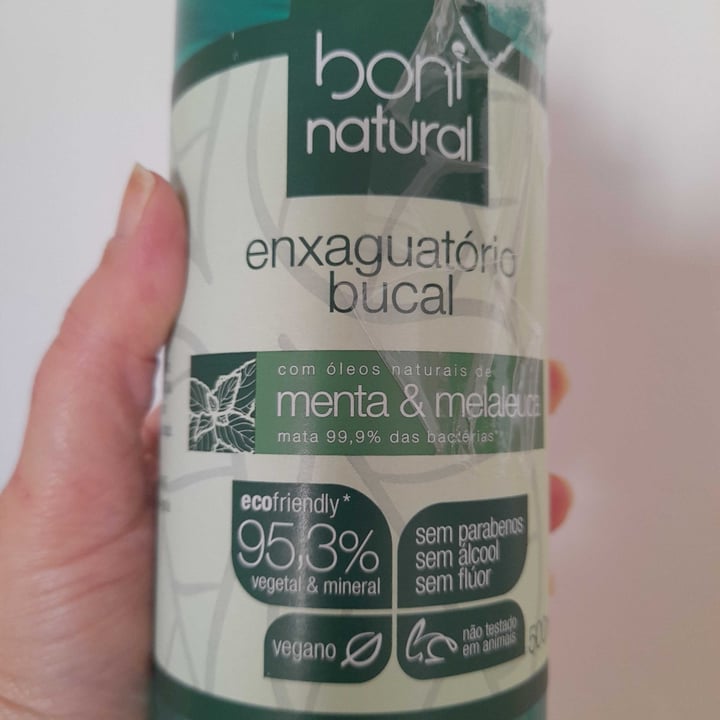 boni
natural
enxaguatório
bucal
com óleos naturais de
menta & melaleuca
mata 99,9% das bactérias*
ecofriendly*
95,3%
vegetal & mineral
sem parabenos
sem álcool
sem flúor
vegano
não testado
em animais